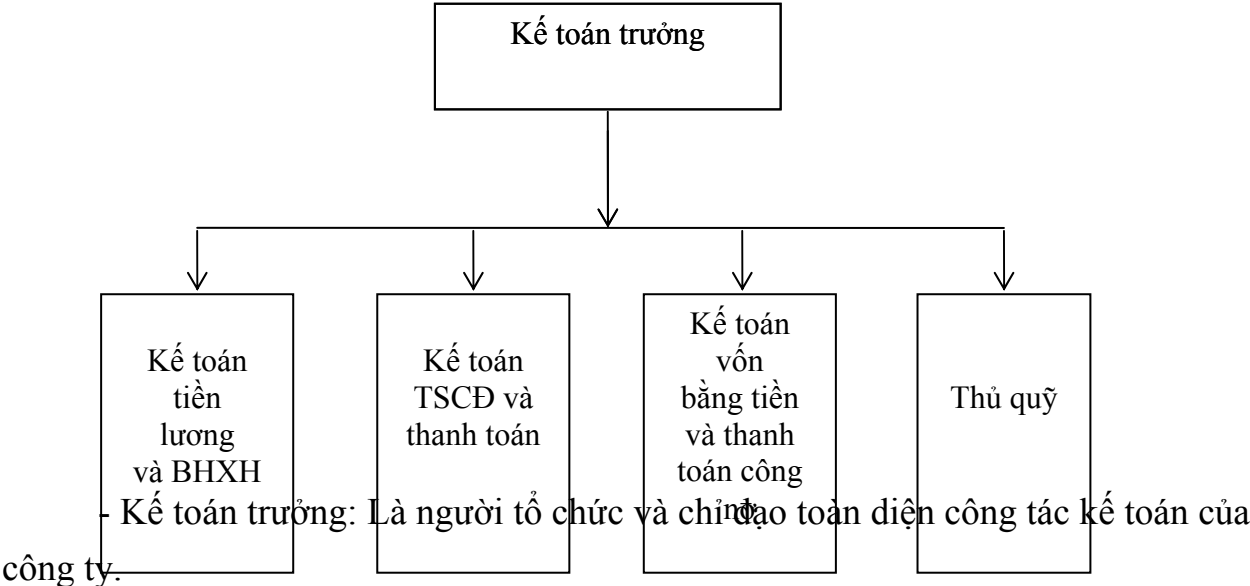 Kế toán trưởng
Kế toán
tiền
lương
và BHXH
Kế toán
TSCĐ và
thanh toán
Kế toán
vốn
bằng tiền
và thanh
toán công
nợ
Thủ quỹ
- Kế toán trưởng: Là người tổ chức và chỉ đạo toàn diện công tác kế toán của
công ty.